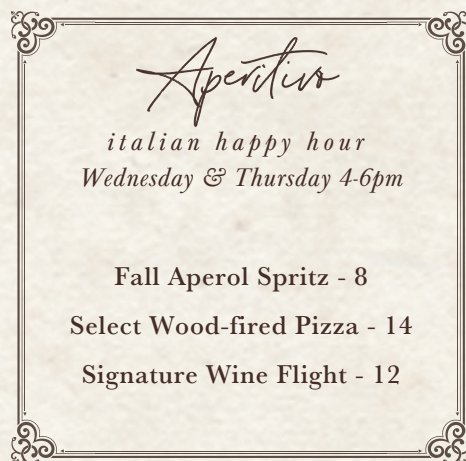 Aperitivo
italian happy hour
Wednesday & Thursday 4-6pm
Fall Aperol Spritz - 8
Select Wood-fired Pizza - 14
Signature Wine Flight - 12